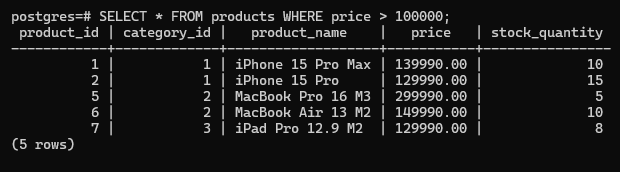 postgres=# SELECT * FROM products WHERE price > 100000;
 product_id | category_id |   product_name    |   price   | stock_quantity
------------+-------------+-------------------+-----------+----------------
          1 |           1 | iPhone 15 Pro Max | 139990.00 |             10
          2 |           1 | iPhone 15 Pro     | 129990.00 |             15
          5 |           2 | MacBook Pro 16 M3 | 299990.00 |              5
          6 |           2 | MacBook Air 13 M2 | 149990.00 |             10
          7 |           3 | iPad Pro 12.9 M2  | 129990.00 |              8
(5 rows)